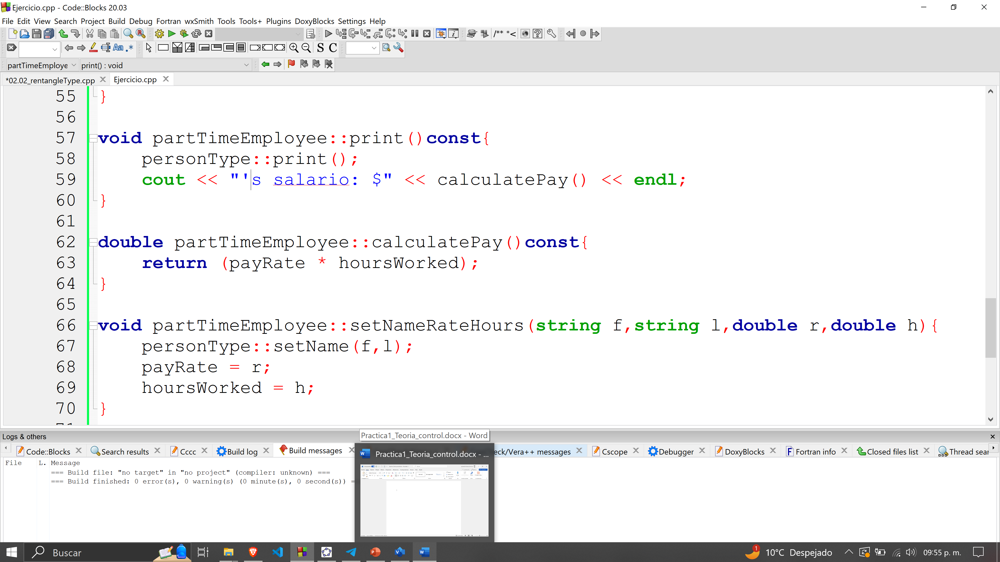 Ejercicio.cpp - Code::Blocks 20.03
File Edit View Search Project Build Debug Fortran wxSmith Tools Tools+ Plugins DoxyBlocks Settings Help
/** *<
Aa .*
S C
partTimeEmploye print() : void
*02.02_rentangleType.cpp Ejercicio.cpp
55 }
56
57 void partTimeEmployee::print()const{
58 personType::print();
59 cout << "'s salario: $" << calculatePay() << endl;
60 }
61
62 double partTimeEmployee::calculatePay()const{
63 return (payRate * hoursWorked);
64 }
65
66 void partTimeEmployee::setNameRateHours(string f,string l,double r,double h){
67 personType::setName(f,l);
68 payRate = r;
69 hoursWorked = h;
70 }
71
Logs & others
Practica1_Teoria_control.docx - Word
Code::Blocks Search results Cccc Build log Build messages eck/Vera++ messages Cscope Debugger DoxyBlocks Fortran info Closed files list Thread sear
Practica1_Teoria_control.docx - ...
File L. Message
=== Build file: "no target" in "no project" (compiler: unknown) ===
=== Build finished: 0 error(s), 0 warning(s) (0 minute(s), 0 second(s)) =
Buscar
1 10°C Despejado 09:55 p. m.